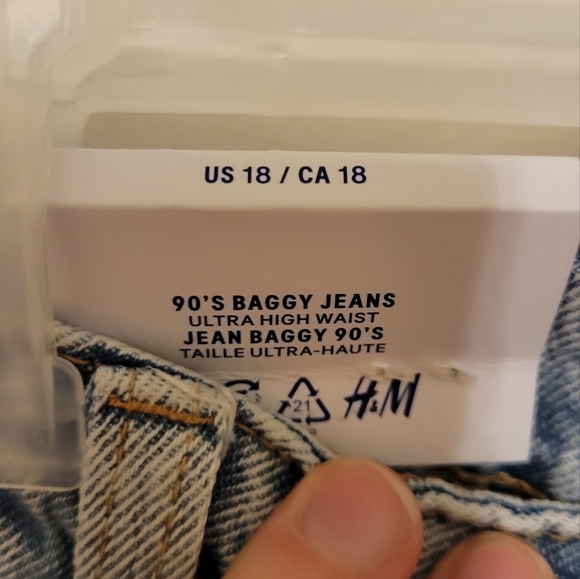 US 18 / CA 18
90'S BAGGY JEANS
ULTRA HIGH WAIST
JEAN BAGGY 90'S
TAILLE ULTRA-HAUTE
21
H&M